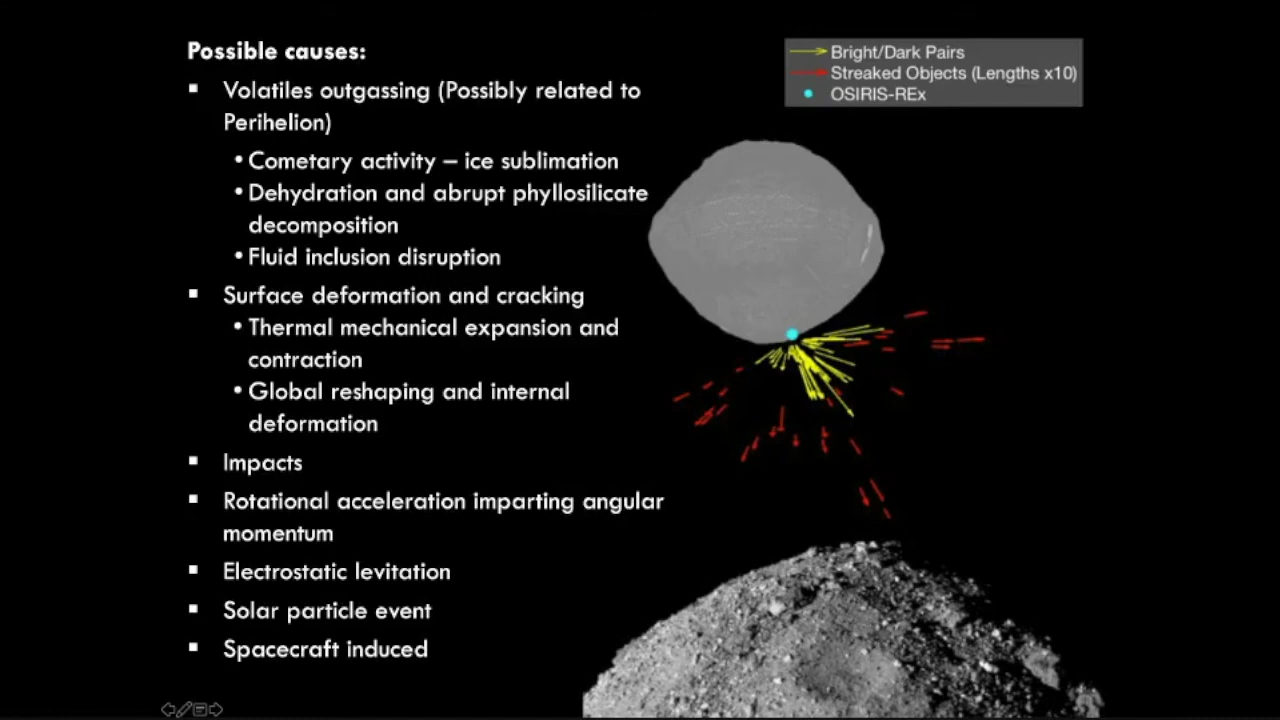 Possible causes:
▪ Volatiles outgassing (Possibly related to
Perihelion)
• Cometary activity – ice sublimation
• Dehydration and abrupt phyllosilicate
decomposition
• Fluid inclusion disruption
▪ Surface deformation and cracking
• Thermal mechanical expansion and
contraction
• Global reshaping and internal
deformation
▪ Impacts
▪ Rotational acceleration imparting angular
momentum
▪ Electrostatic levitation
▪ Solar particle event
▪ Spacecraft induced
Bright/Dark Pairs
Streaked Objects (Lengths x10)
OSIRIS-REx